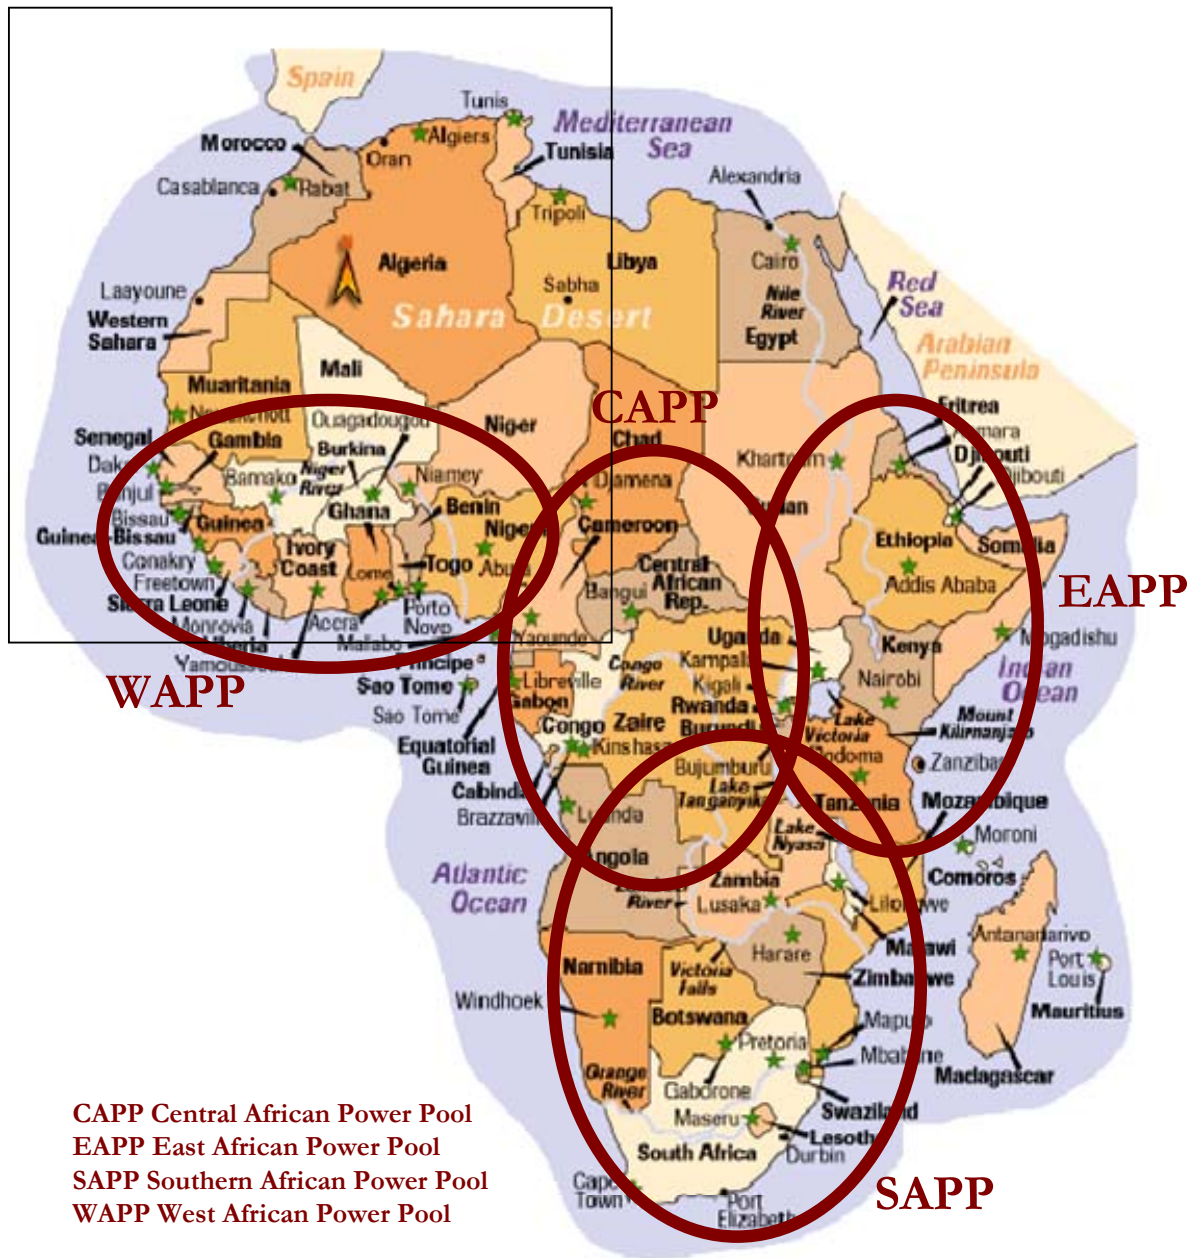 Spain
Tunis
Mediterranean
Sea
Morocco
Algiers
Oran
Tunisia
Casablanca
Rabat
Alexandria
Tripoli
Cairo
Algeria
Libya
Laayoune
Sabha
Nile
River
Red
Sea
Western
Sahara
Sahara Desert
Egypt
Arabian
Peninsula
Mali
Muaritania
CAPP
Niger
Ouagadougou
Eritrea
Senegal
Gambia
Burkina
Chad
Djibouti
Khartoum
Bamako
Niger
River
Niamey
Djamena
Djibouti
Banjul
Benin
Bissau
Guinea
Ghana
Cameroon
Guinea-Bissau
Ivory
Coast
Ethiopia
Somalia
Conakry
Togo
Central
African
Rep.
Freetown
Lome
Addis Ababa
Bangui
EAPP
Sierra Leone
Porto
Novo
Monrovia
Accra
Yaounde
Uganda
Kenya
Mogadishu
Malabo
Principe
Congo
River
Kampala
Indian
Ocean
WAPP
Sao Tome
Libreville
Kigali
Nairobi
Gabon
Rwanda
Sao Tome
Congo
Zaire
Burundi
Lake
Victoria
Mount
Kilimanjaro
Equatorial
Guinea
Kinshasa
Bujumburu
Dodoma
Zanzibar
Cabinda
Lake
Tanganyika
Tanzania
Mozambique
Brazzaville
Luanda
Lake
Nyasa
Moroni
Angola
Atlantic
Ocean
Zambia
Comoros
River
Lusaka
Lilongwe
Antananarivo
Harare
Malawi
Port
Louis
Namibia
Victoria
Falls
Zimbabwe
Windhoek
Mauritius
Botswana
Maputo
Pretoria
Mbabane
Orange
River
Gaborone
Madagascar
CAPP Central African Power Pool
Maseru
Swaziland
EAPP East African Power Pool
South Africa
Lesotho
Durbin
SAPP Southern African Power Pool
Cape
Town
SAPP
WAPP West African Power Pool
Port
Elizabeth